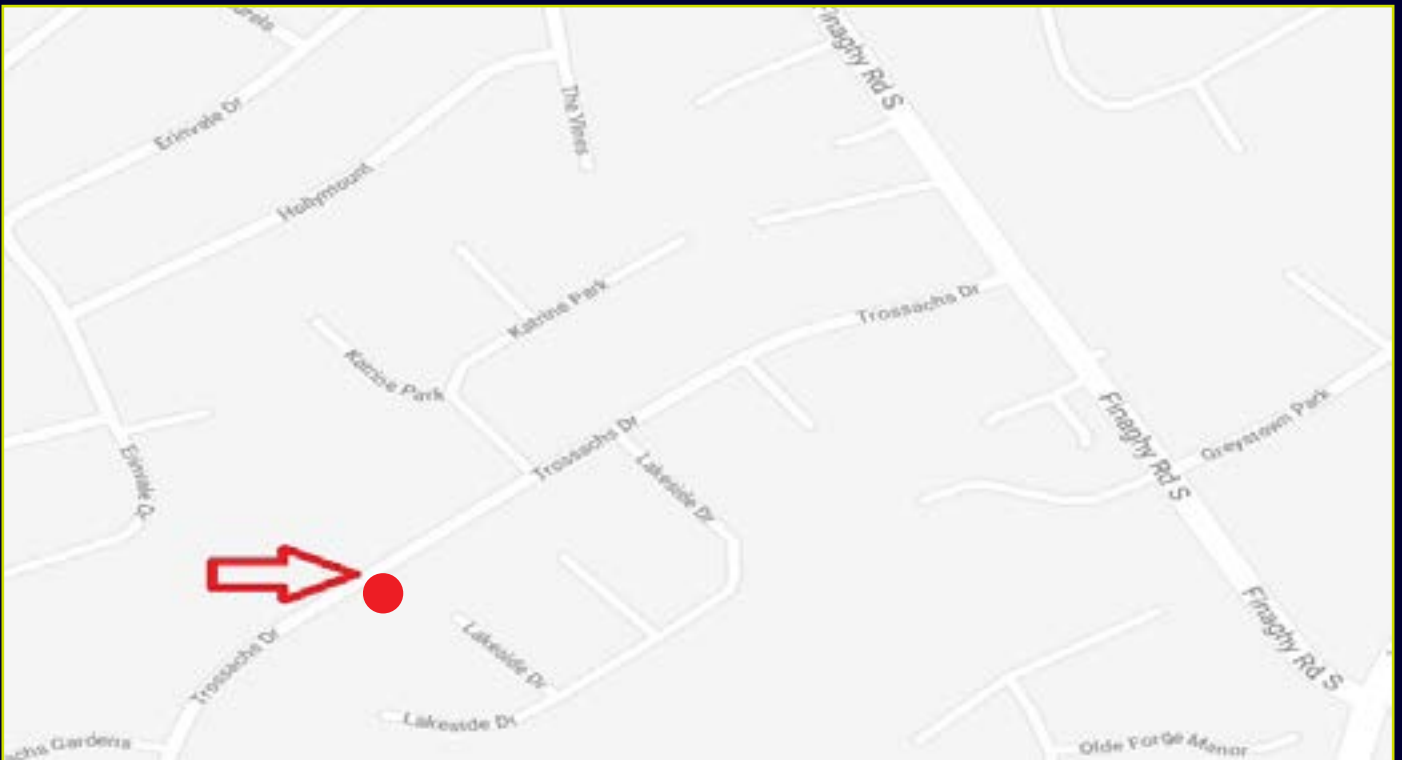 Finaghy Rd S
Erinvale Dr
The Vines
Hollymount
Katrine Park
Trossachs Dr
Katrine Park
Finaghy Rd S
Greystown Park
Trossachs Dr
Lakeside Dr
Erinvale
Finaghy Rd S
Trossachs Dr
Lakeside Dr
Lakeside Dr
Gardens
Olde Forge Manor